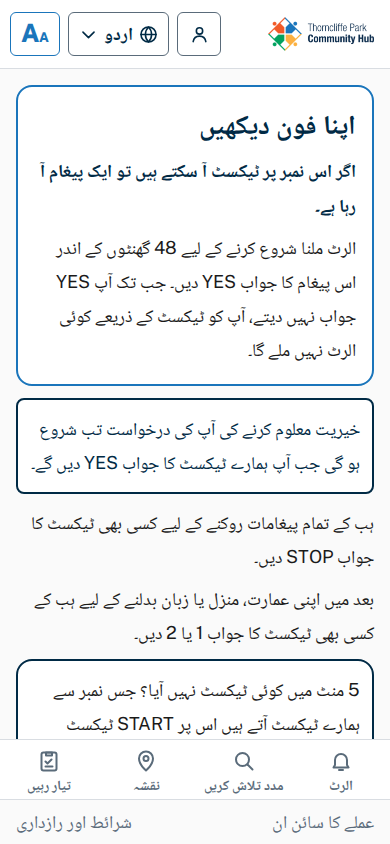 Thorncliffe Park
Community Hub
اردو
AA
اپنا فون دیکھیں
اگر اس نمبر پر ٹیکسٹ آ سکتے ہیں تو ایک پیغام آ
رہا ہے۔
الرٹ ملنا شروع کرنے کے لیے 48 گھنٹوں کے اندر
اس پیغام کا جواب YES دیں۔ جب تک آپ YES
جواب نہیں دیتے، آپ کو ٹیکسٹ کے ذریعے کوئی
الرٹ نہیں ملے گا۔
خیریت معلوم کرنے کی آپ کی درخواست تب شروع
ہو گی جب آپ ہمارے ٹیکسٹ کا جواب YES دیں گے۔
ہب کے تمام پیغامات روکنے کے لیے کسی بھی ٹیکسٹ کا
جواب STOP دیں۔
بعد میں اپنی عمارت، منزل یا زبان بدلنے کے لیے ہب کے
کسی بھی ٹیکسٹ کا جواب 1 یا 2 دیں۔
5 منٹ میں کوئی ٹیکسٹ نہیں آیا؟ جس نمبر سے
ہمارے ٹیکسٹ آتے ہیں اس پر START ٹیکسٹ
الرٹ
مدد تلاش کریں
نقشہ
تیار رہیں
عملے کا سائن ان
شرائط اور رازداری